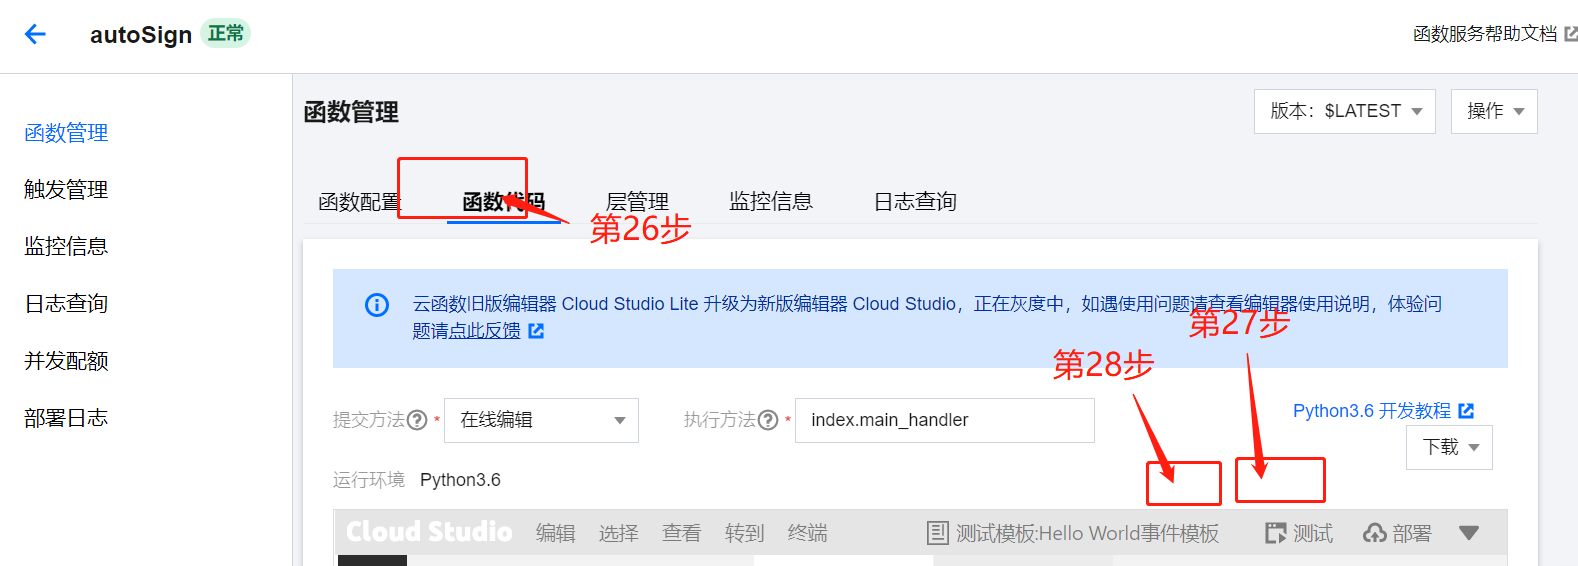 autoSign 正常
函数服务帮助文档
函数管理
触发管理
监控信息
日志查询
并发配额
部署日志
函数管理
版本：$LATEST
操作
函数配置 函数代码 层管理 监控信息 日志查询
第26步
云函数旧版编辑器 Cloud Studio Lite 升级为新版编辑器 Cloud Studio，正在灰度中，如遇使用问题请查看编辑器使用说明，体验问
题请点此反馈
第27步
第28步
提交方法 * 在线编辑
执行方法 * index.main_handler
Python3.6 开发教程
下载
运行环境 Python3.6
Cloud Studio 编辑 选择 查看 转到 终端 测试模板:Hello World事件模板 测试 部署